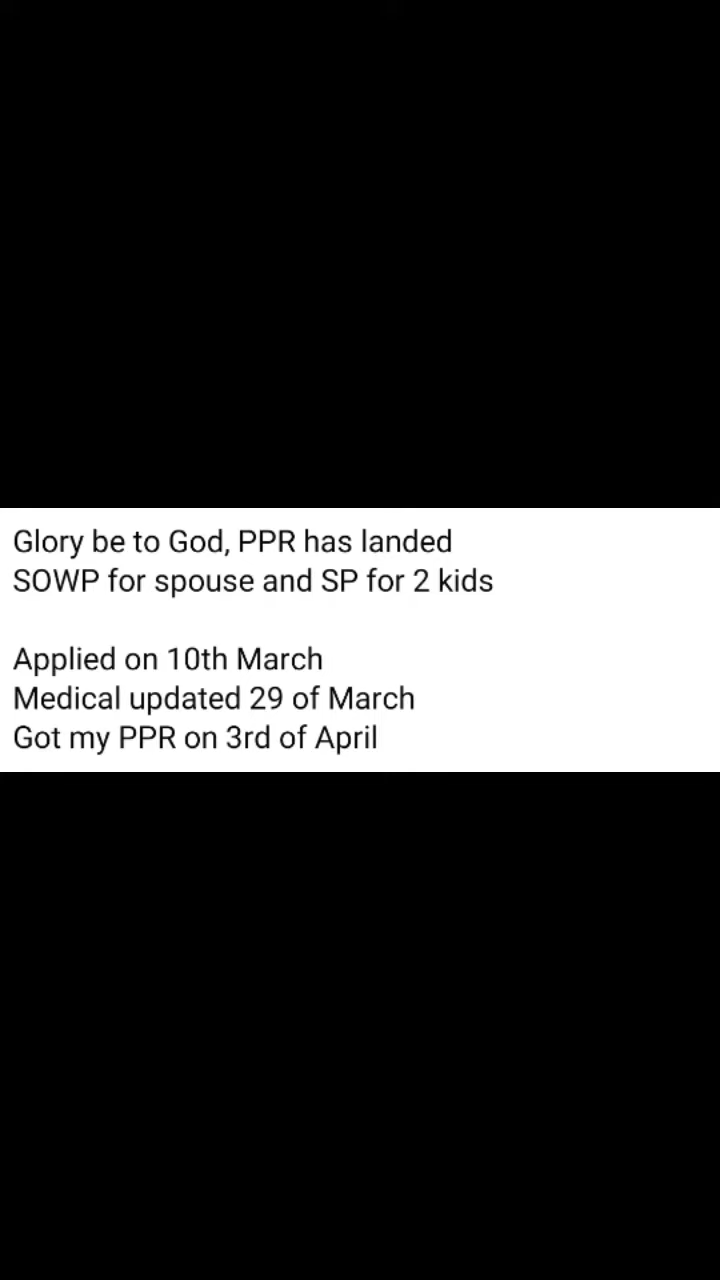 Glory be to God, PPR has landed
SOWP for spouse and SP for 2 kids
Applied on 10th March
Medical updated 29 of March
Got my PPR on 3rd of April